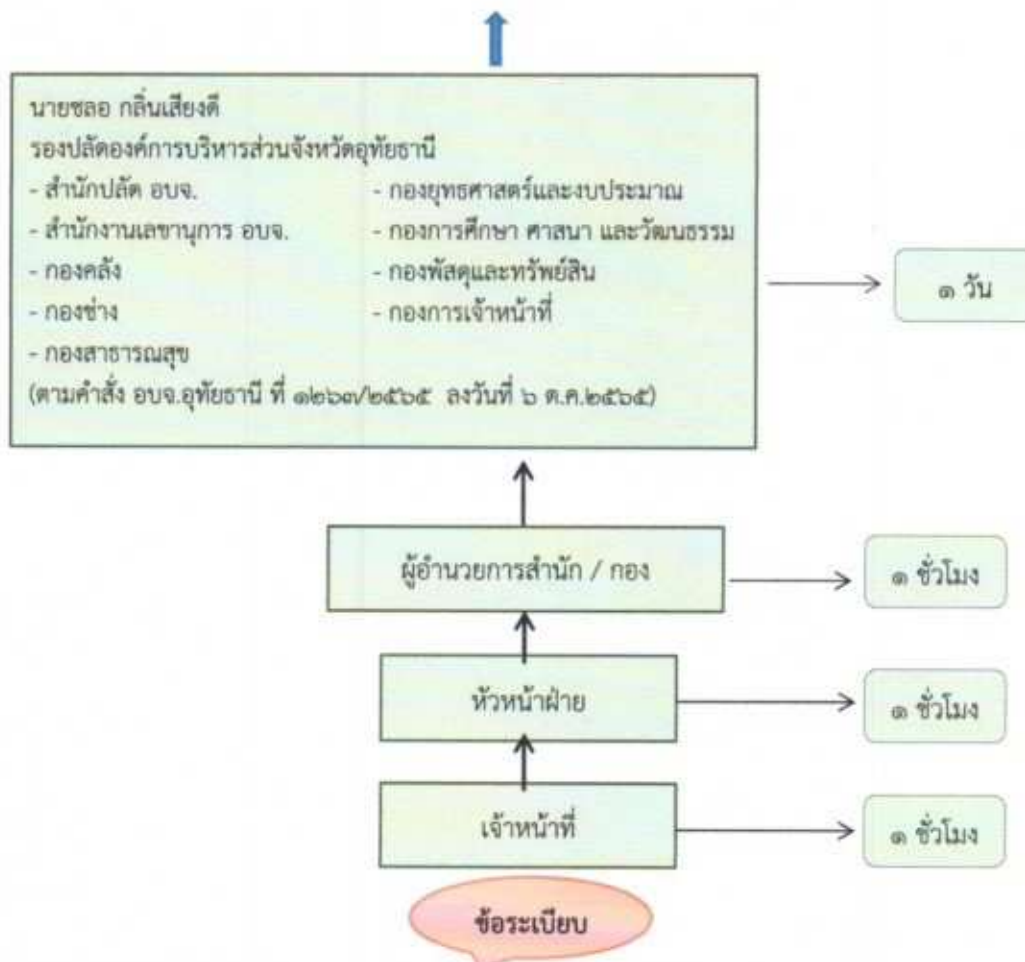 นายชลอ กลิ่นเสียงดี
รองปลัดองค์การบริหารส่วนจังหวัดอุทัยธานี
- สำนักปลัด อบจ. - กองยุทธศาสตร์และงบประมาณ
- สำนักงานเลขานุการ อบจ. - กองการศึกษา ศาสนา และวัฒนธรรม
- กองคลัง - กองพัสดุและทรัพย์สิน
- กองช่าง - กองการเจ้าหน้าที่
- กองสาธารณสุข
(ตามคำสั่ง อบจ.อุทัยธานี ที่ ๑๒๖๓/๒๕๖๕ ลงวันที่ ๖ ต.ค.๒๕๖๕)
๑ วัน
ผู้อำนวยการสำนัก / กอง
๑ ชั่วโมง
หัวหน้าฝ่าย
๑ ชั่วโมง
เจ้าหน้าที่
๑ ชั่วโมง
ข้อระเบียบ